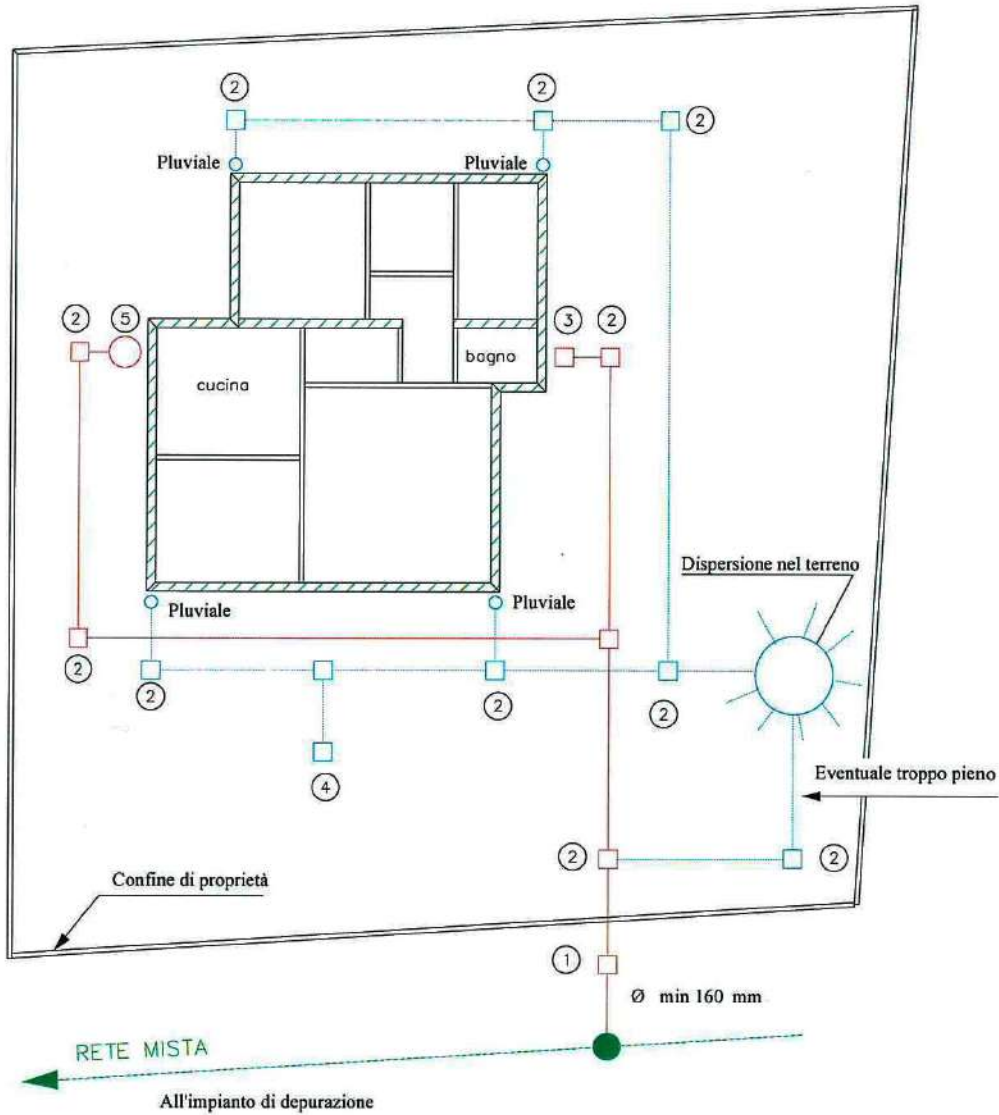 2
2
2
Pluviale
Pluviale
2
5
3
2
bagno
cucina
Dispersione nel terreno
Pluviale
Pluviale
2
2
2
2
4
Eventuale troppo pieno
2
2
Confine di proprietà
1
Ø min 160 mm
RETE MISTA
All'impianto di depurazione